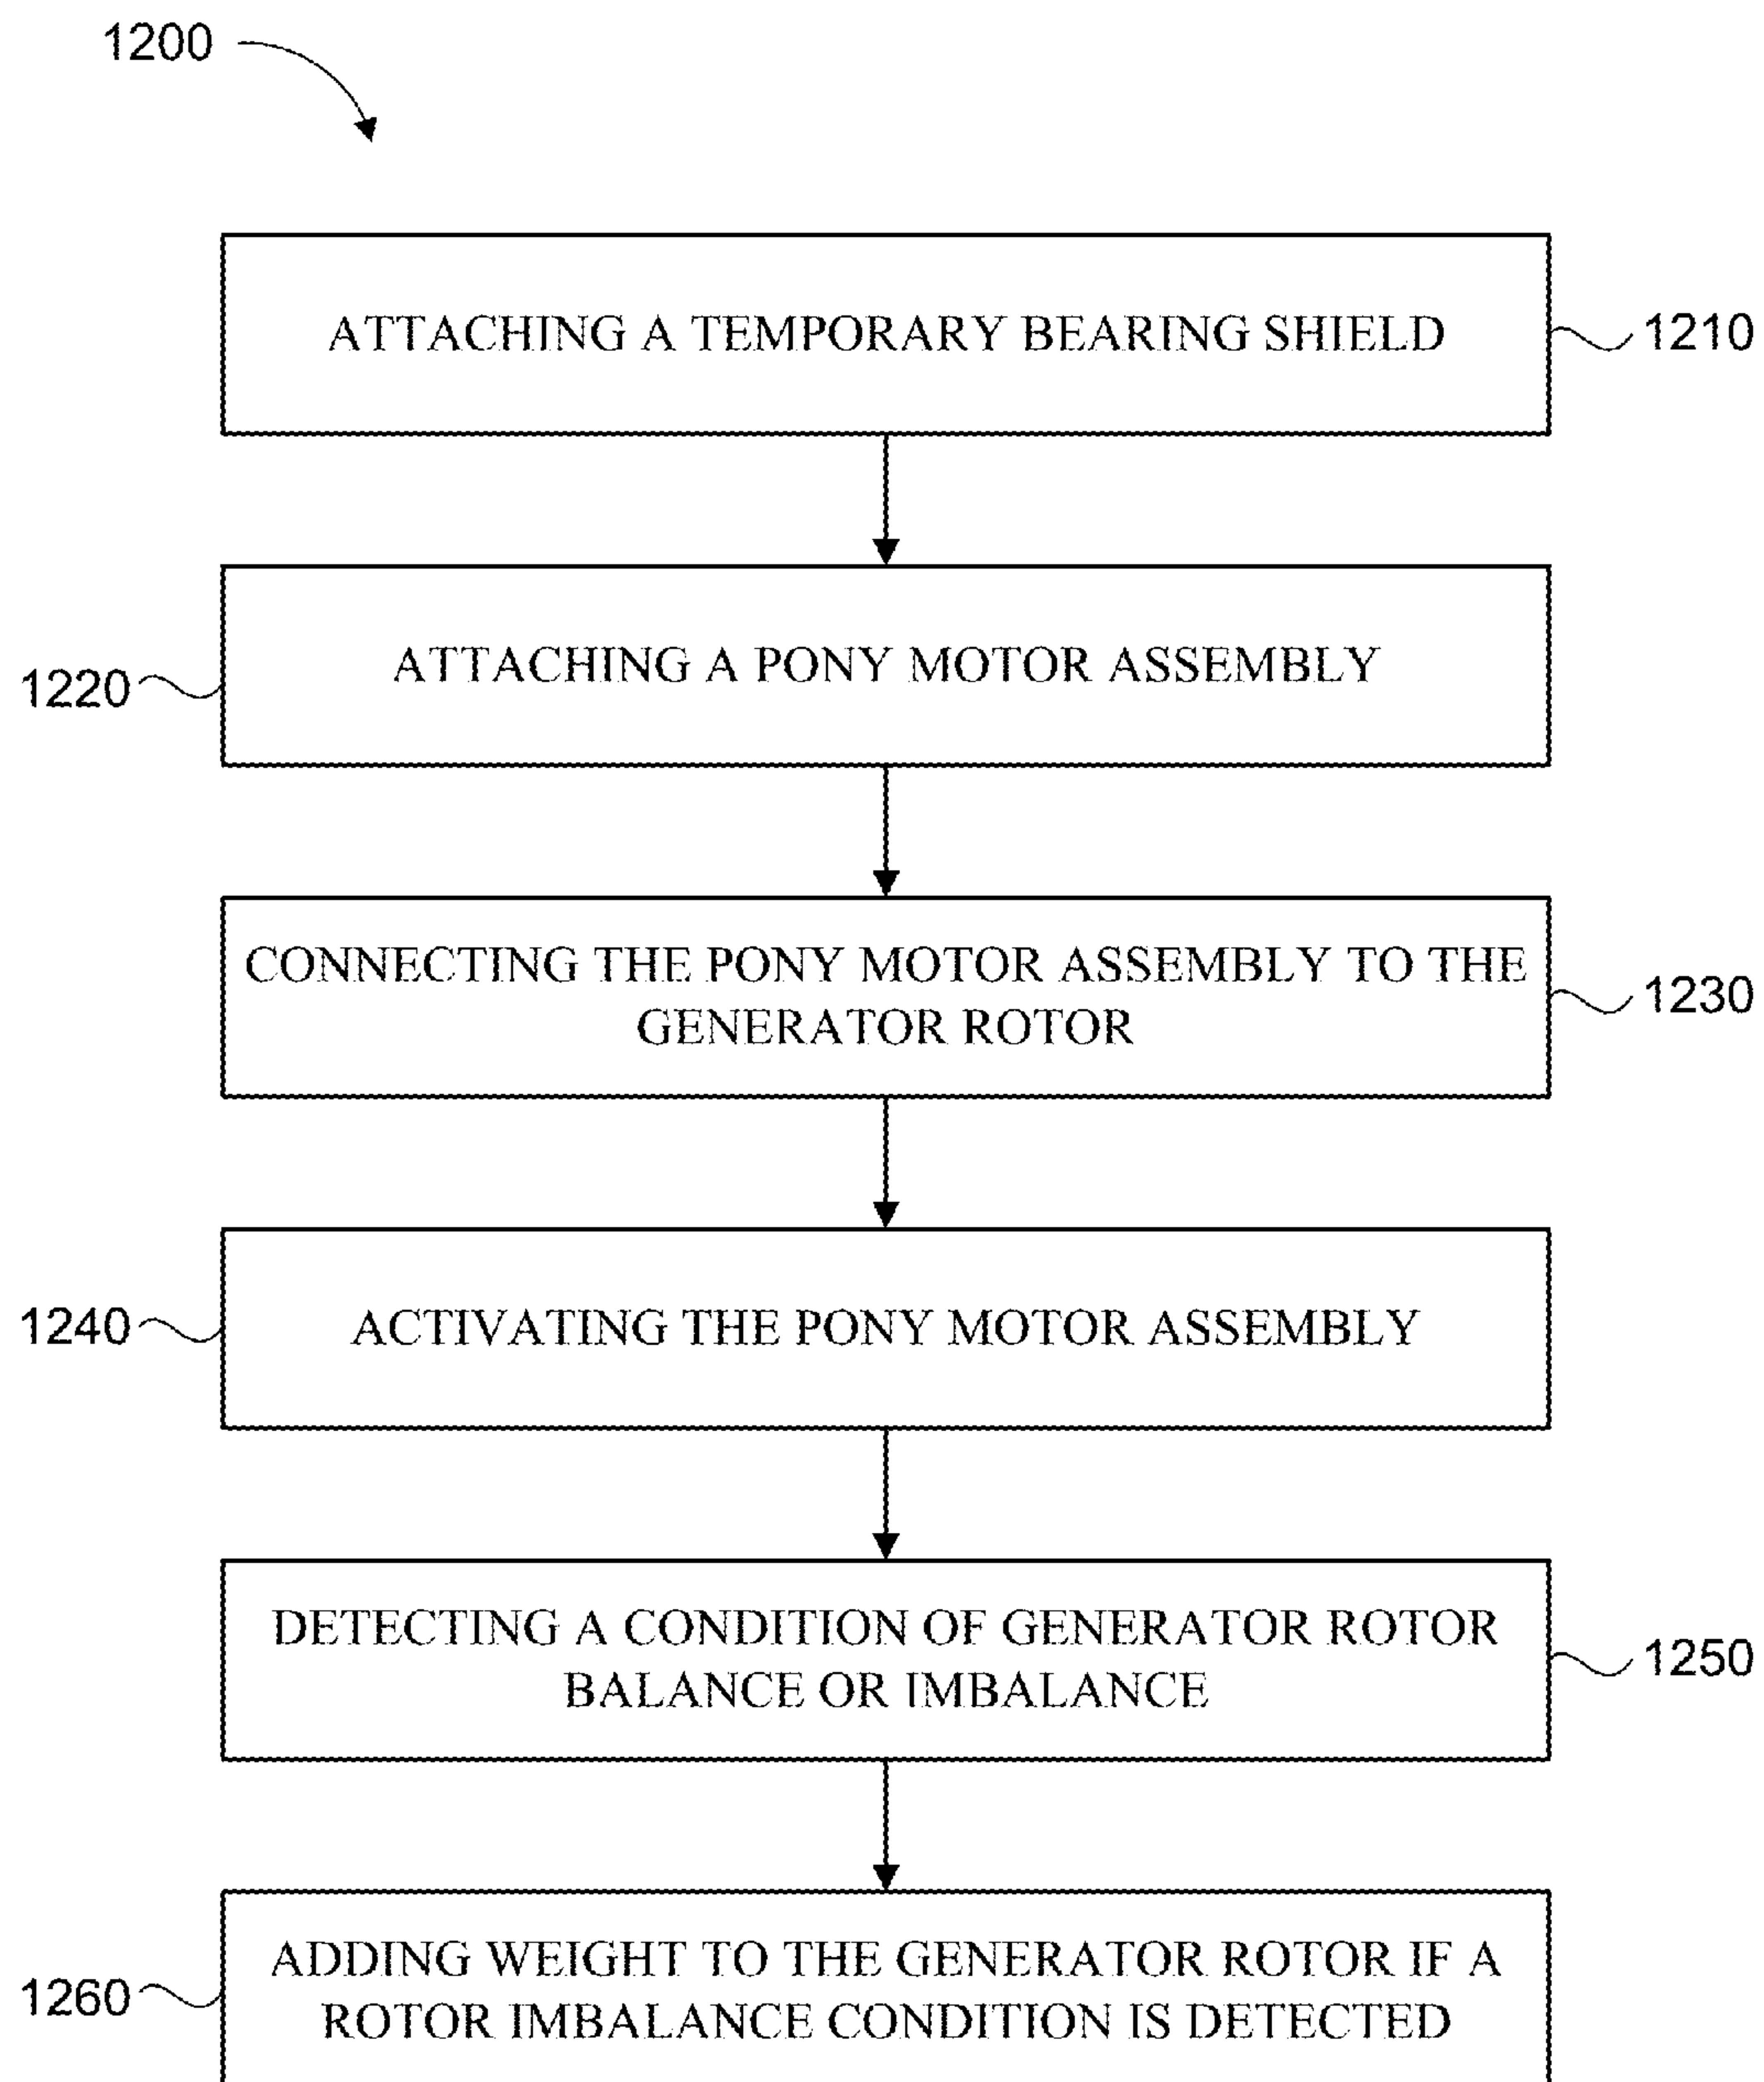 1200
ATTACHING A TEMPORARY BEARING SHIELD
1210
ATTACHING A PONY MOTOR ASSEMBLY
1220
CONNECTING THE PONY MOTOR ASSEMBLY TO THE
GENERATOR ROTOR
1230
ACTIVATING THE PONY MOTOR ASSEMBLY
1240
DETECTING A CONDITION OF GENERATOR ROTOR
BALANCE OR IMBALANCE
1250
ADDING WEIGHT TO THE GENERATOR ROTOR IF A
ROTOR IMBALANCE CONDITION IS DETECTED
1260